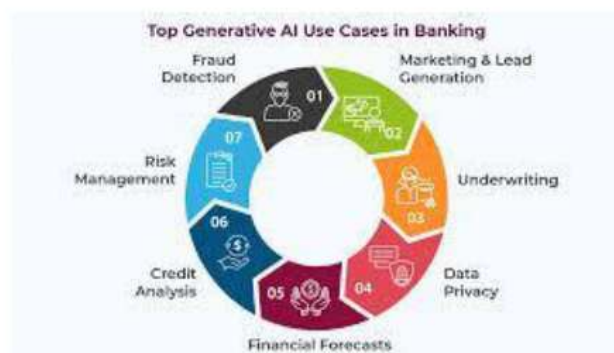 Top Generative AI Use Cases in Banking
Fraud
Detection
01
Marketing & Lead
Generation
02
Underwriting
03
Data
Privacy
04
Financial Forecasts
05
Credit
Analysis
06
Risk
Management
07